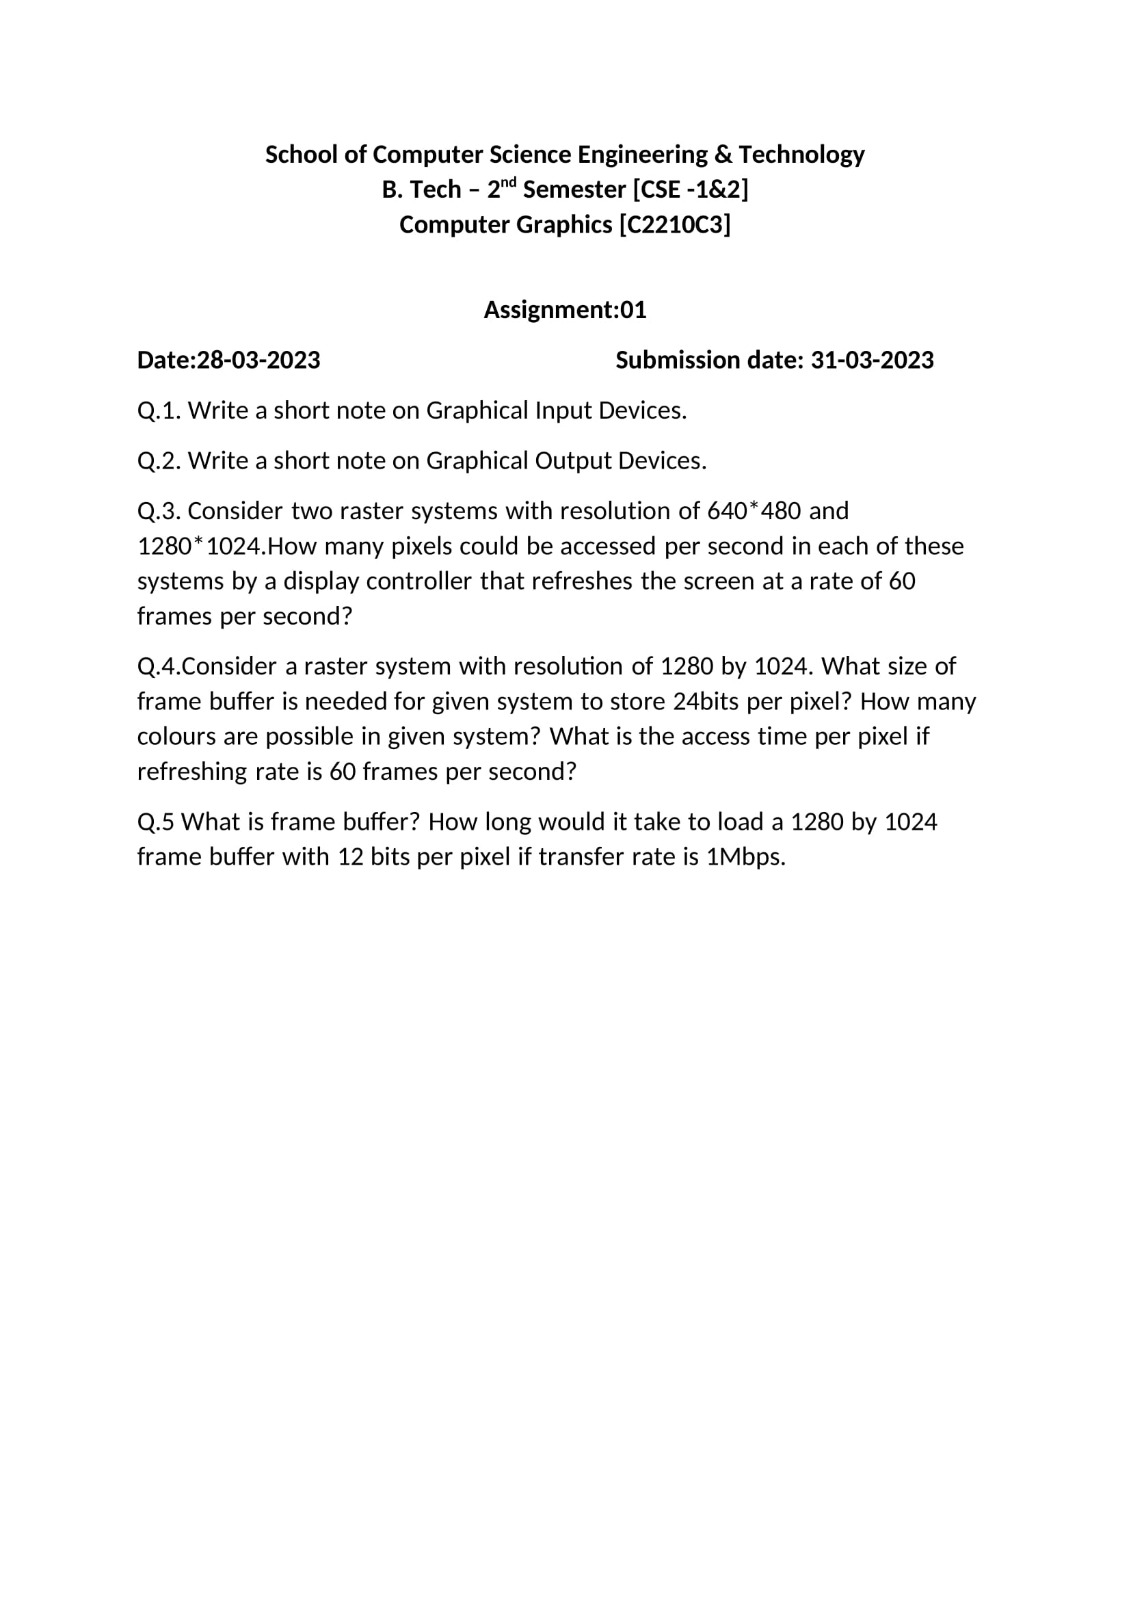 School of Computer Science Engineering & Technology
B. Tech – 2nd Semester [CSE -1&2]
Computer Graphics [C2210C3]
Assignment:01
Date:28-03-2023 Submission date: 31-03-2023
Q.1. Write a short note on Graphical Input Devices.
Q.2. Write a short note on Graphical Output Devices.
Q.3. Consider two raster systems with resolution of 640*480 and
1280*1024.How many pixels could be accessed per second in each of these
systems by a display controller that refreshes the screen at a rate of 60
frames per second?
Q.4.Consider a raster system with resolution of 1280 by 1024. What size of
frame buffer is needed for given system to store 24bits per pixel? How many
colours are possible in given system? What is the access time per pixel if
refreshing rate is 60 frames per second?
Q.5 What is frame buffer? How long would it take to load a 1280 by 1024
frame buffer with 12 bits per pixel if transfer rate is 1Mbps.